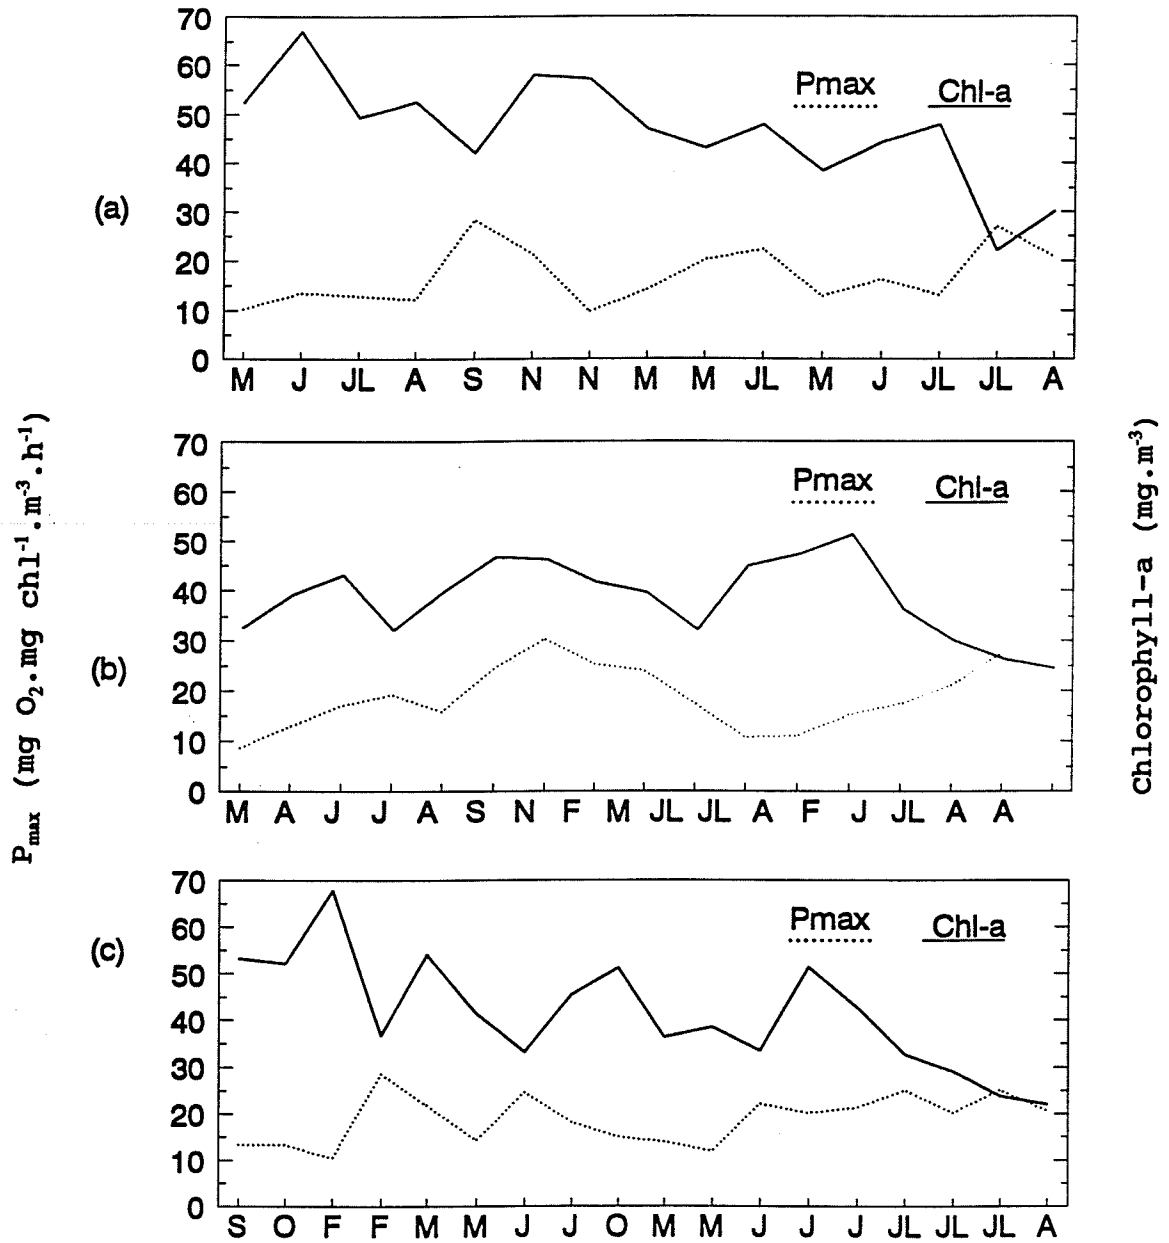 70
60
50
40
30
20
10
0
Pmax Chl-a
(a)
M J JL A S N N M M JL M J JL JL A
70
60
50
40
30
20
10
0
Pmax Chl-a
(b)
M A J J A S N F M JL JL A F J JL A A
70
60
50
40
30
20
10
0
Pmax Chl-a
(c)
S O F F M M J J O M M J J JL JL JL A
P_max (mg O₂.mg chl⁻¹.m⁻³.h⁻¹)
Chlorophyll-a (mg.m⁻³)